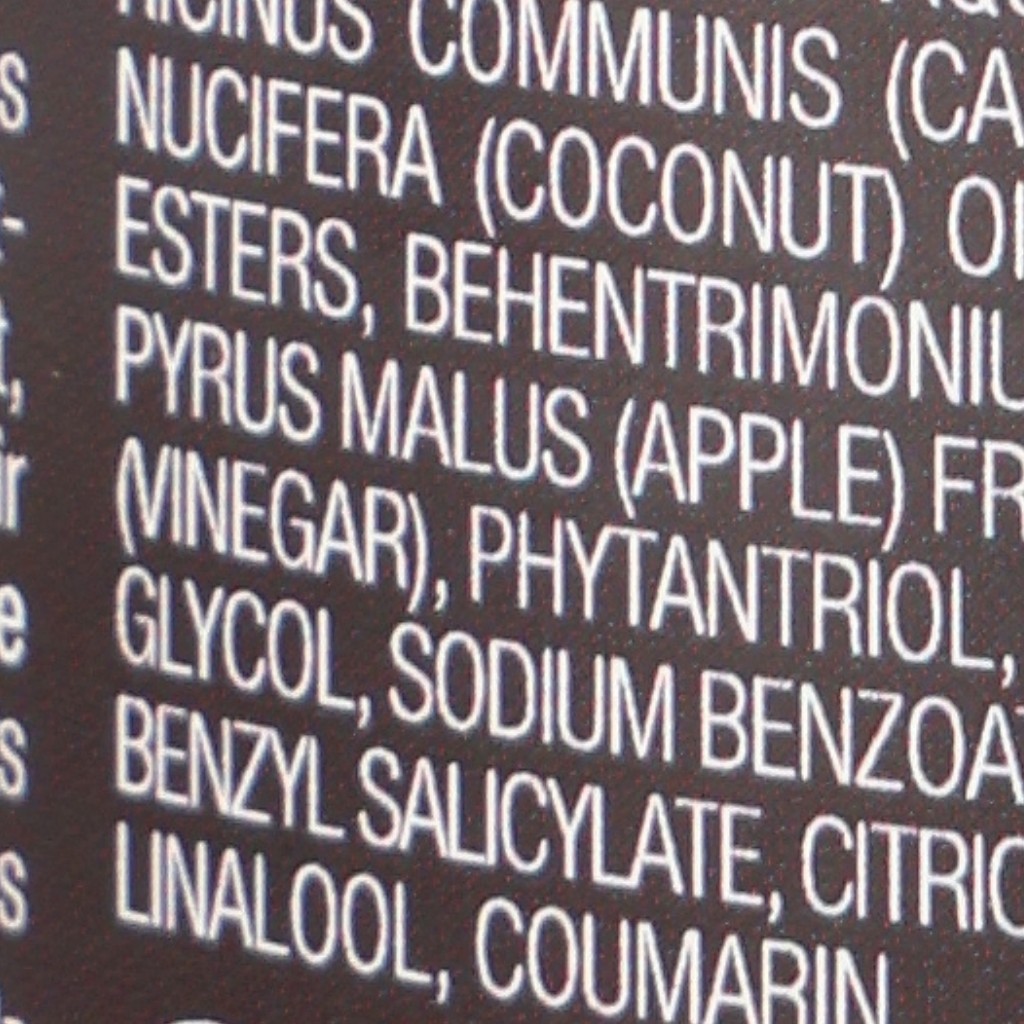 RICINUS COMMUNIS (CA
NUCIFERA (COCONUT) OI
ESTERS, BEHENTRIMONIU
PYRUS MALUS (APPLE) FR
(VINEGAR), PHYTANTRIOL,
GLYCOL, SODIUM BENZOAT
BENZYL SALICYLATE, CITRIC
LINALOOL, COUMARIN